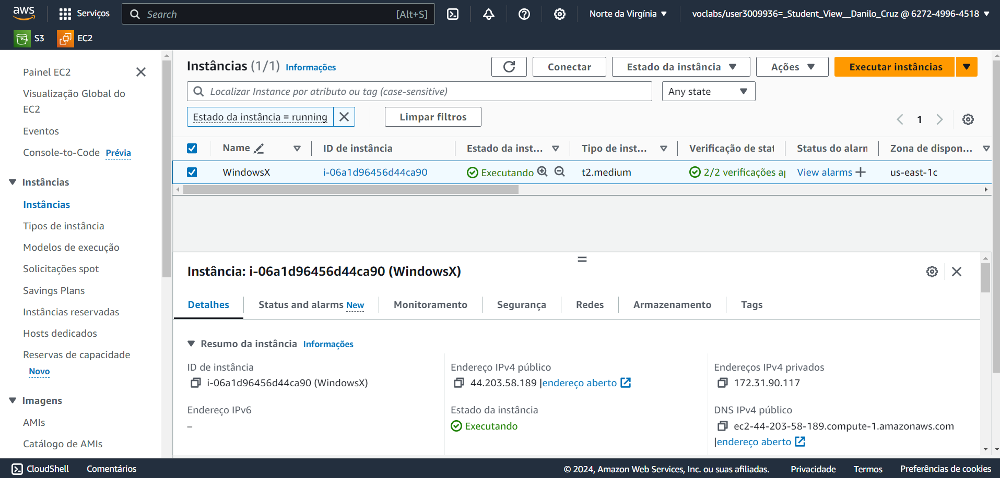 aws
Serviços
Search
[Alt+S]
Norte da Virgínia
voclabs/user3009936=_Student_View__Danilo_Cruz @ 6272-4996-4518
S3
EC2
Painel EC2
Visualização Global do
EC2
Eventos
Console-to-Code Prévia
Instâncias
Instâncias
Tipos de instância
Modelos de execução
Solicitações spot
Savings Plans
Instâncias reservadas
Hosts dedicados
Reservas de capacidade
Novo
Imagens
AMIs
Catálogo de AMIs
Instâncias (1/1) Informações
Conectar
Estado da instância
Ações
Executar instâncias
Localizar Instance por atributo ou tag (case-sensitive)
Any state
Estado da instância = running
Limpar filtros
1
Name
ID de instância
Estado da inst...
Tipo de inst...
Verificação de stat
Status do alarn
Zona de dispon...
WindowsX
i-06a1d96456d44ca90
Executando
t2.medium
2/2 verificações ap
View alarms
us-east-1c
Instância: i-06a1d96456d44ca90 (WindowsX)
Detalhes
Status and alarms New
Monitoramento
Segurança
Redes
Armazenamento
Tags
Resumo da instância Informações
ID de instância
i-06a1d96456d44ca90 (WindowsX)
Endereço IPv4 público
44.203.58.189 |endereço aberto
Endereços IPv4 privados
172.31.90.117
Endereço IPv6
–
Estado da instância
Executando
DNS IPv4 público
ec2-44-203-58-189.compute-1.amazonaws.com
|endereço aberto
CloudShell
Comentários
© 2024, Amazon Web Services, Inc. ou suas afiliadas.
Privacidade
Termos
Preferências de cookies